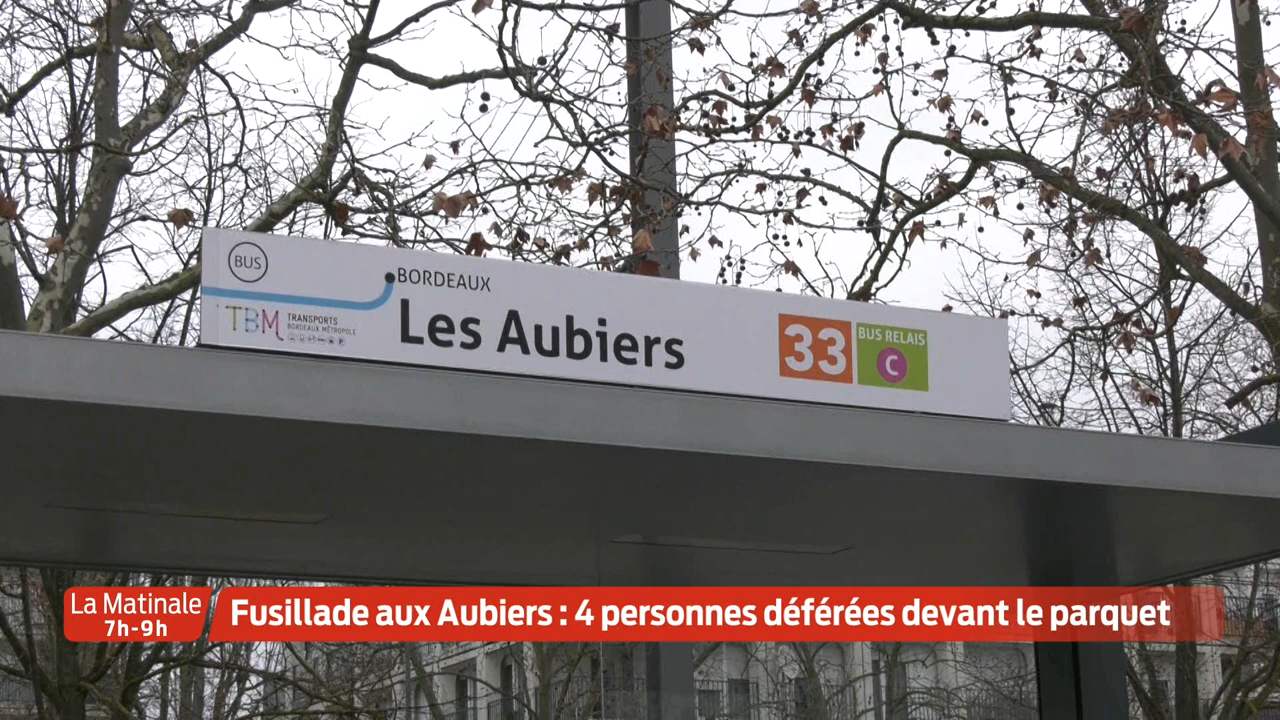 BUS
BORDEAUX
Les Aubiers
TBM
TRANSPORTS
BORDEAUX MÉTROPOLE
33
BUS RELAIS
C
La Matinale
7h-9h
Fusillade aux Aubiers : 4 personnes déférées devant le parquet